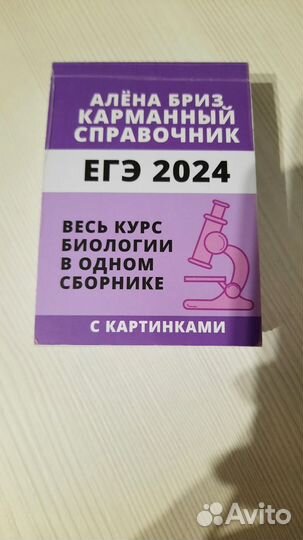 АЛЁНА БРИЗ
КАРМАННЫЙ
СПРАВОЧНИК
ЕГЭ 2024
ВЕСЬ КУРС
БИОЛОГИИ
В ОДНОМ
СБОРНИКЕ
С КАРТИНКАМИ
Avito